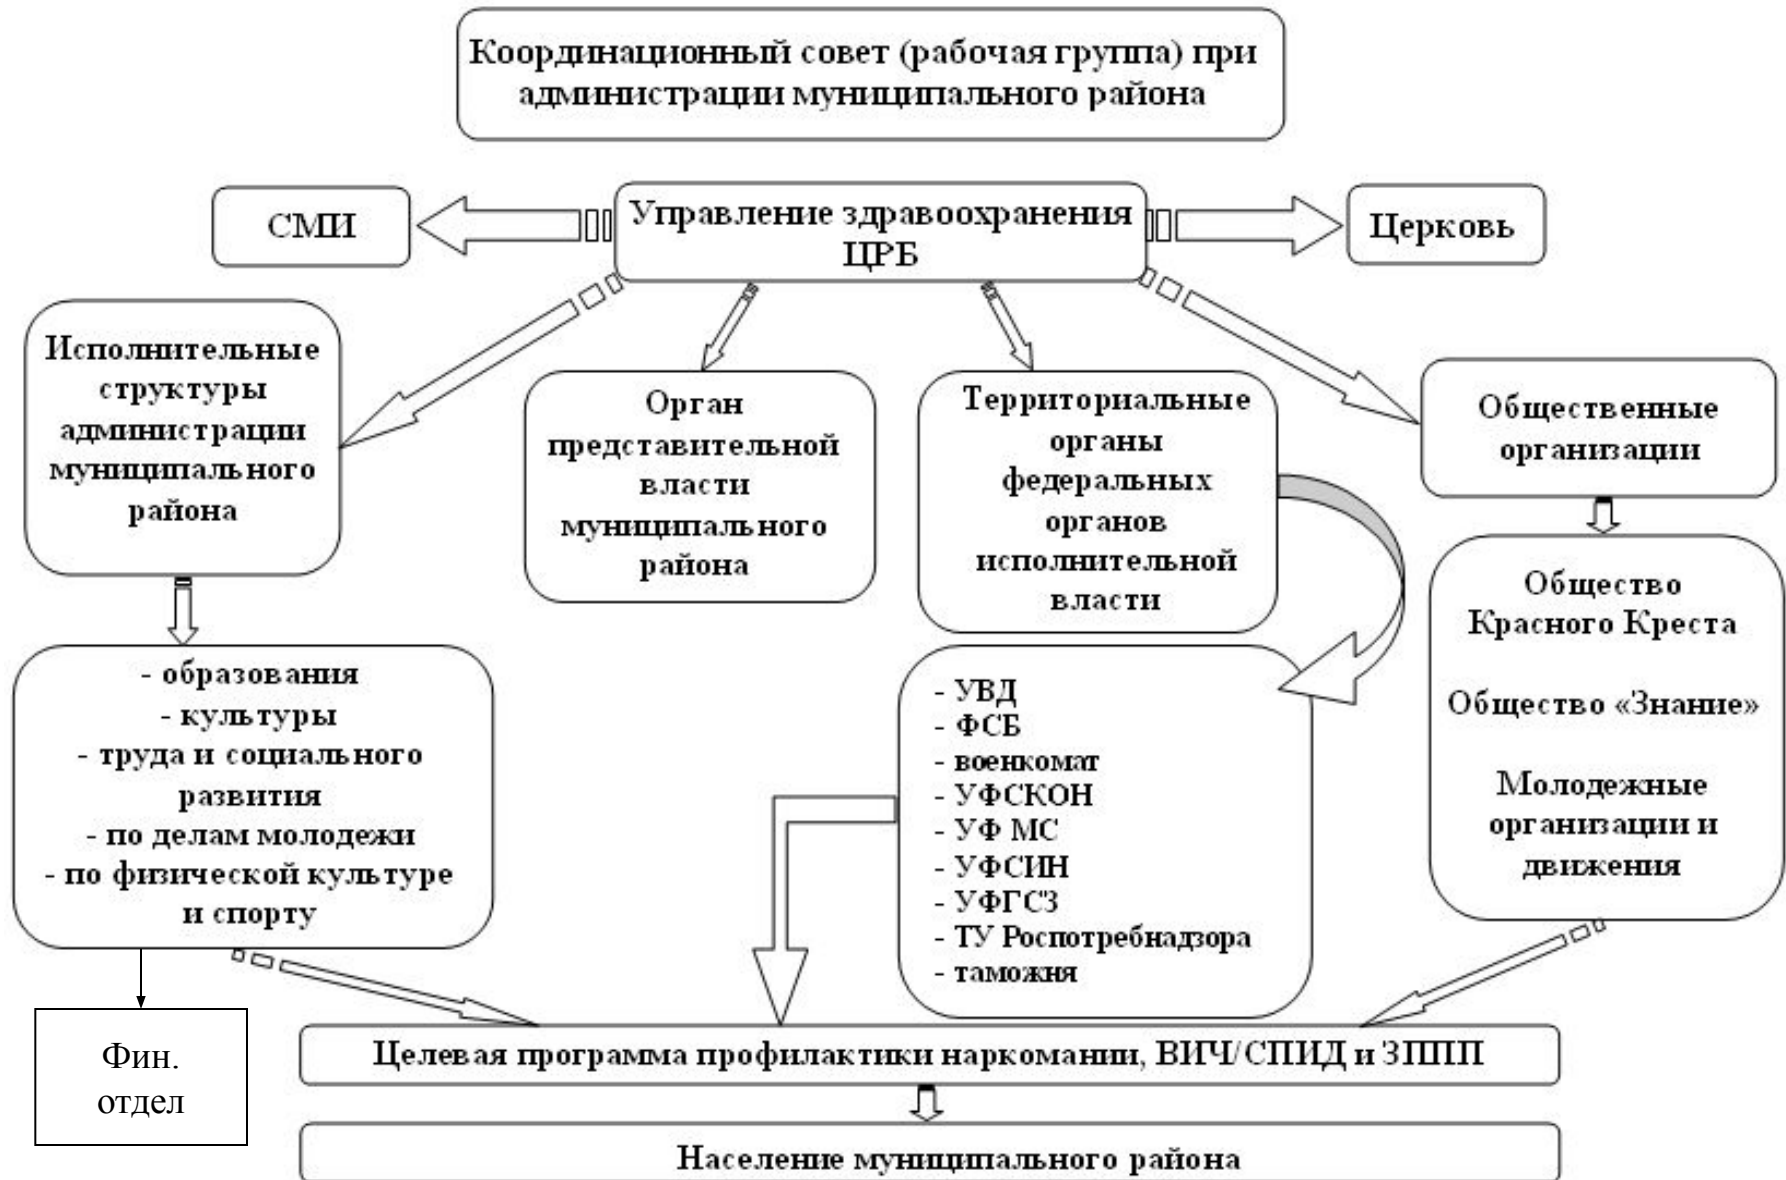 Координационный совет (рабочая группа) при
администрации муниципального района
СМИ
Управление здравоохранения
ЦРБ
Церковь
Исполнительные
структуры
администрации
муниципального
района
Орган
представительной
власти
муниципального
района
Территориальные
органы
федеральных
органов
исполнительной
власти
Общественные
организации
- образования
- культуры
- труда и социального
развития
- по делам молодежи
- по физической культуре
и спорту
- УВД
- ФСБ
- военкомат
- УФСКОН
- УФ МС
- УФСИН
- УФГСЗ
- ТУ Роспотребнадзора
- таможня
Общество
Красного Креста
Общество «Знание»
Молодежные
организации и
движения
Фин.
отдел
Целевая программа профилактики наркомании, ВИЧ/СПИД и ЗППП
Население муниципального района